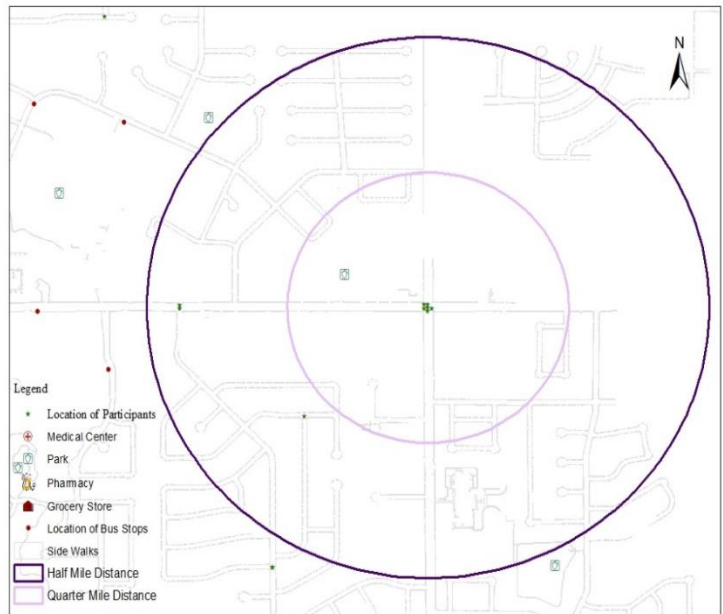 N
Legend
Location of Participants
Medical Center
Park
Pharmacy
Grocery Store
Location of Bus Stops
Side Walks
Half Mile Distance
Quarter Mile Distance